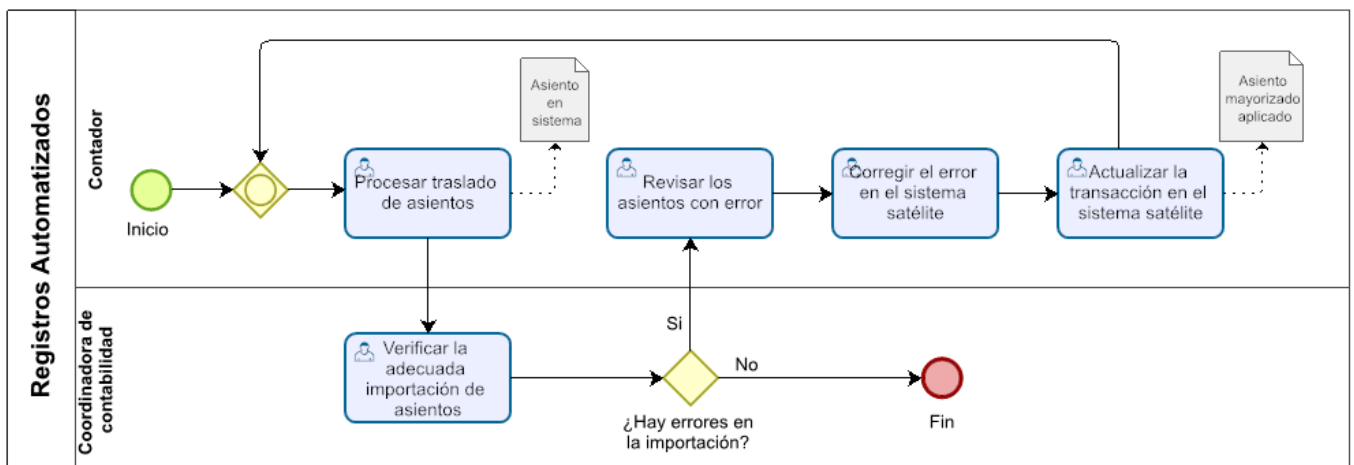 Registros Automatizados
Contador
Inicio
Procesar traslado
de asientos
Asiento
en
sistema
Revisar los
asientos con error
Corregir el error
en el sistema
satélite
Actualizar la
transacción en el
sistema satélite
Asiento
mayorizado
aplicado
Coordinadora de
contabilidad
Verificar la
adecuada
importación de
asientos
Si
No
¿Hay errores en
la importación?
Fin